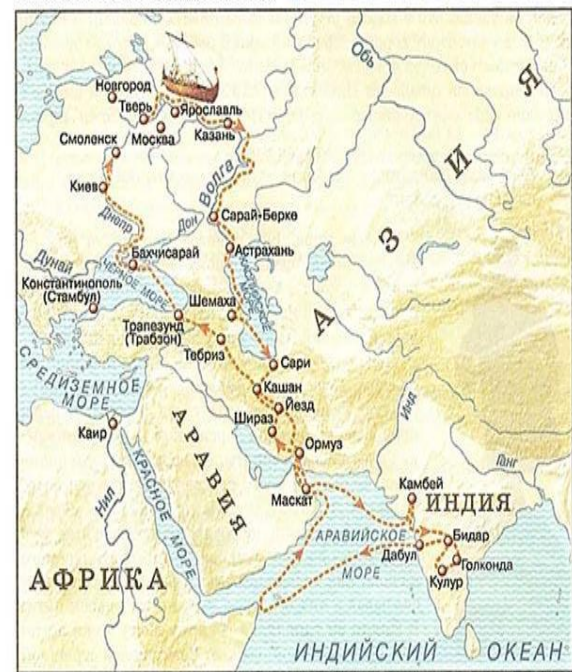 Обь
Новгород
Тверь
Ярославль
Москва
Казань
Смоленск
Киев
Волга
Днепр
Дон
Сарай-Берке
Астрахань
Бахчисарай
Дунай
ЧЕРНОЕ МОРЕ
КАСПИЙСКОЕ
МОРЕ
Константинополь
(Стамбул)
Шемаха
Трапезунд
(Трабзон)
Тебриз
Сари
АЗИЯ
СРЕДИЗЕМНОЕ
МОРЕ
Кашан
Йезд
Шираз
Каир
Ормуз
АРАВИЯ
Нил
КРАСНОЕ МОРЕ
Маскат
Инд
Ганг
Камбей
ИНДИЯ
АРАВИЙСКОЕ
МОРЕ
Дабул
Бидар
Голконда
Кулур
АФРИКА
ИНДИЙСКИЙ ОКЕАН